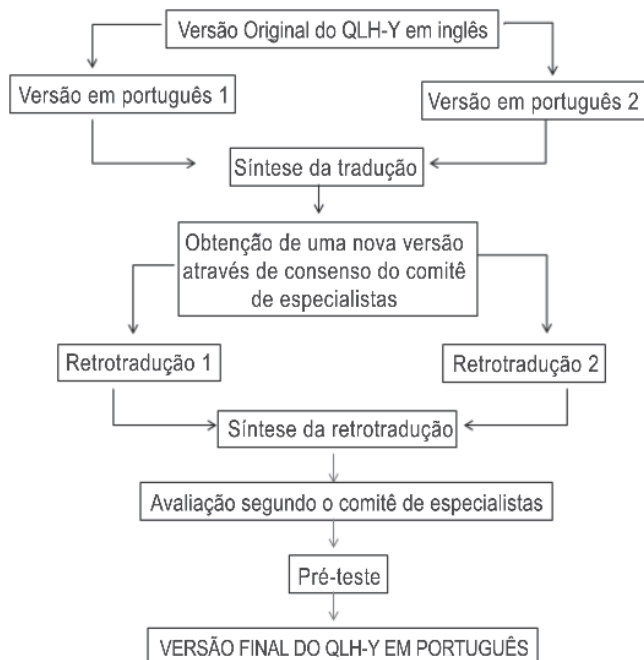 Versão Original do QLH-Y em inglês
Versão em português 1
Versão em português 2
Síntese da tradução
Obtenção de uma nova versão
através de consenso do comitê
de especialistas
Retrotradução 1
Retrotradução 2
Síntese da retrotradução
Avaliação segundo o comitê de especialistas
Pré-teste
VERSÃO FINAL DO QLH-Y EM PORTUGUÊS